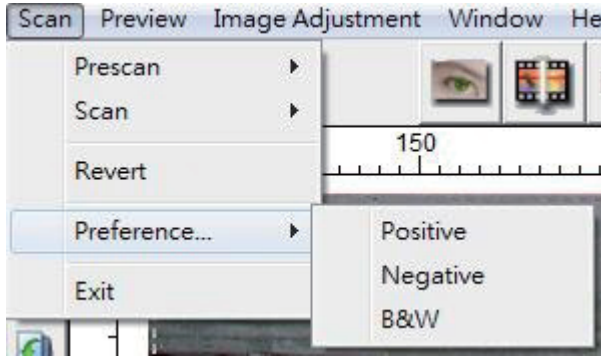 Scan Preview Image Adjustment Window He
Prescan
Scan
150
Revert
Preference...
Positive
Negative
Exit
B&W